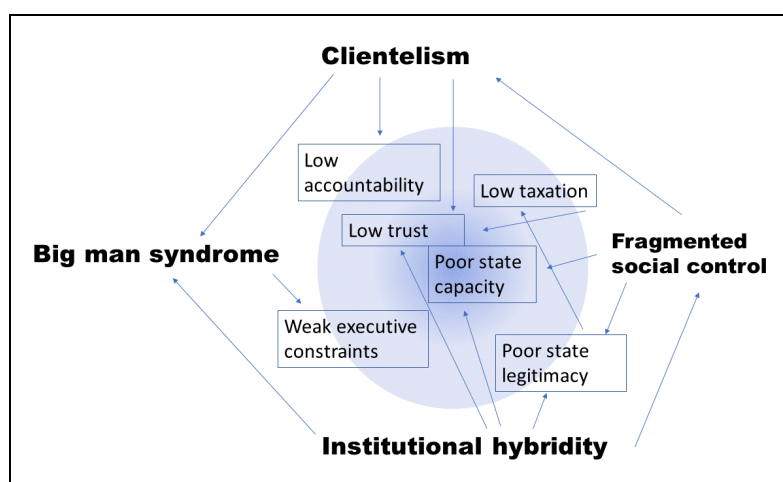 Clientelism
Low
accountability
Low taxation
Low trust
Big man syndrome
Poor state
capacity
Fragmented
social control
Weak executive
constraints
Poor state
legitimacy
Institutional hybridity